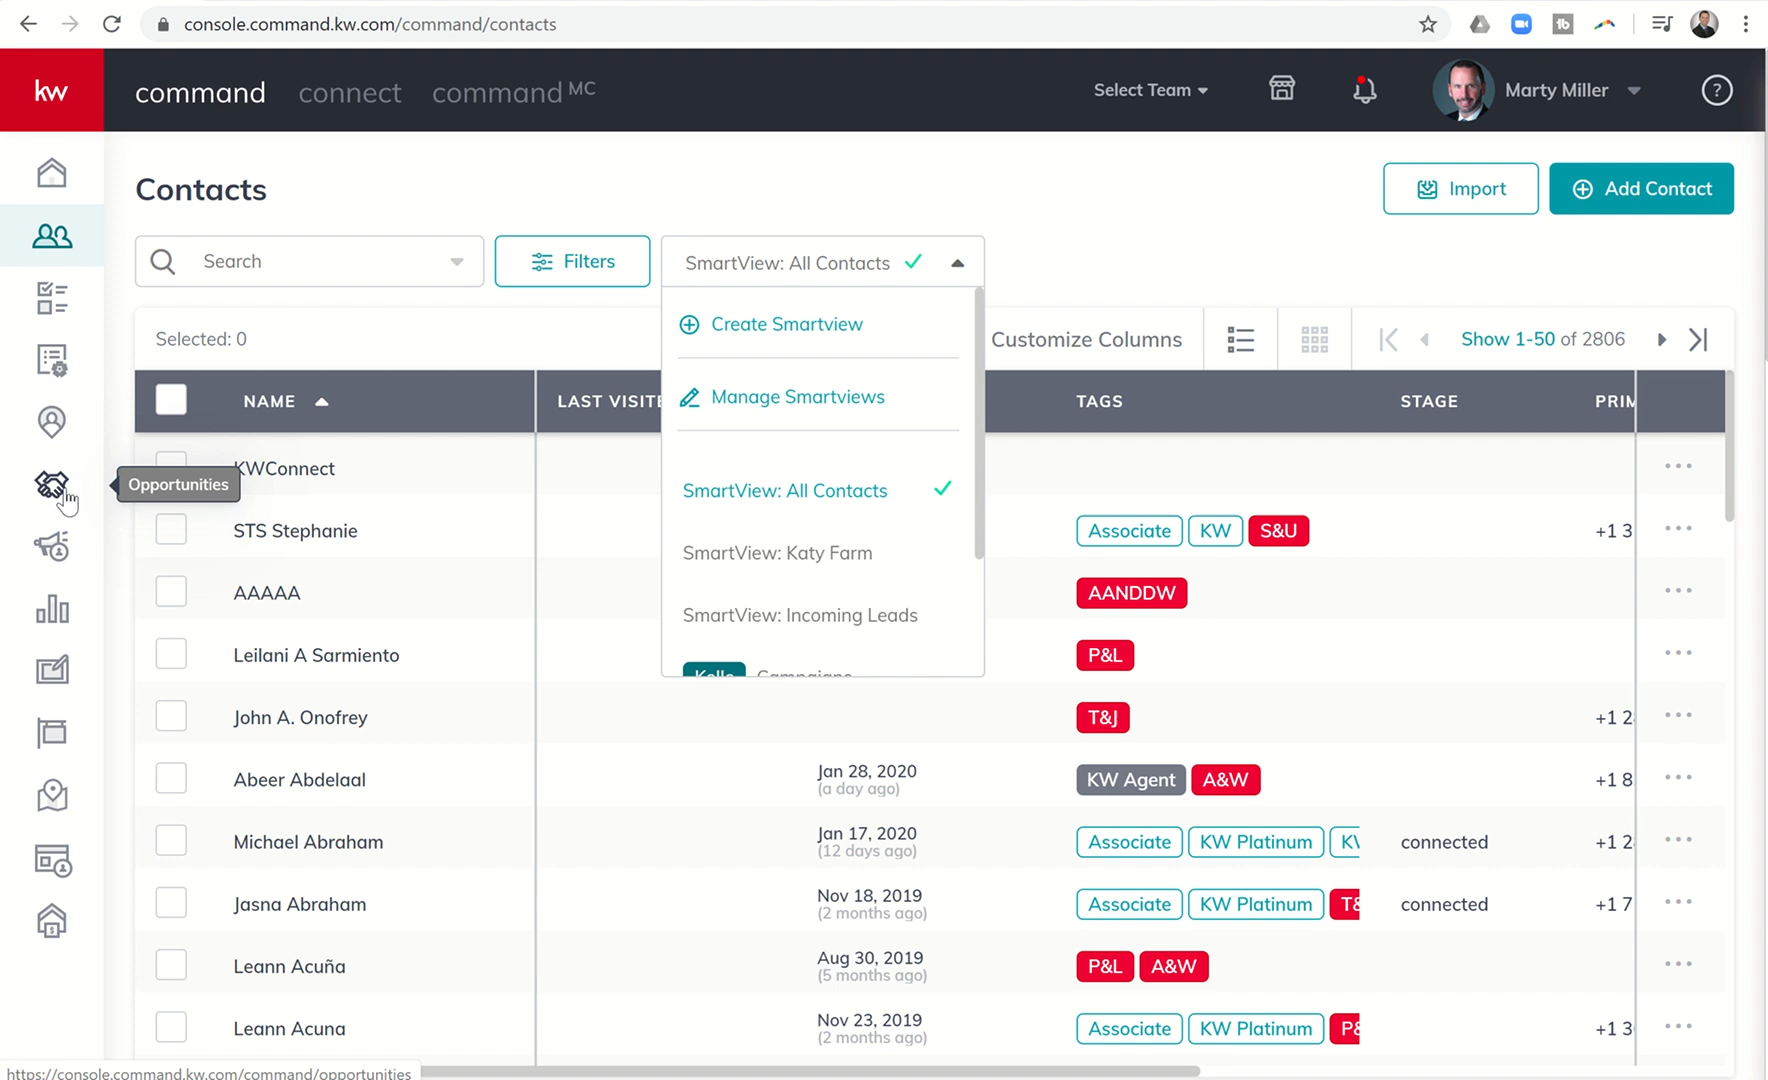 console.command.kw.com/command/contacts
kw
command connect command MC
Select Team
Marty Miller
?
Contacts
Import
Add Contact
Search
Filters
SmartView: All Contacts
Create Smartview
Manage Smartviews
SmartView: All Contacts
SmartView: Katy Farm
SmartView: Incoming Leads
Kelle Campaigns
Selected: 0
Customize Columns
Show 1-50 of 2806
NAME LAST VISITE TAGS STAGE PRIM
Opportunities
KWConnect
STS Stephanie Associate KW S&U +1 3
AAAAA AANDDW
Leilani A Sarmiento P&L
John A. Onofrey T&J +1 2
Abeer Abdelaal Jan 28, 2020 KW Agent A&W +1 8
(a day ago)
Michael Abraham Jan 17, 2020 Associate KW Platinum connected +1 2
(12 days ago)
Jasna Abraham Nov 18, 2019 Associate KW Platinum T& connected +1 7
(2 months ago)
Leann Acuña Aug 30, 2019 P&L A&W
(5 months ago)
Leann Acuna Nov 23, 2019 Associate KW Platinum P& +1 3
(2 months ago)
https://console.command.kw.com/command/opportunities